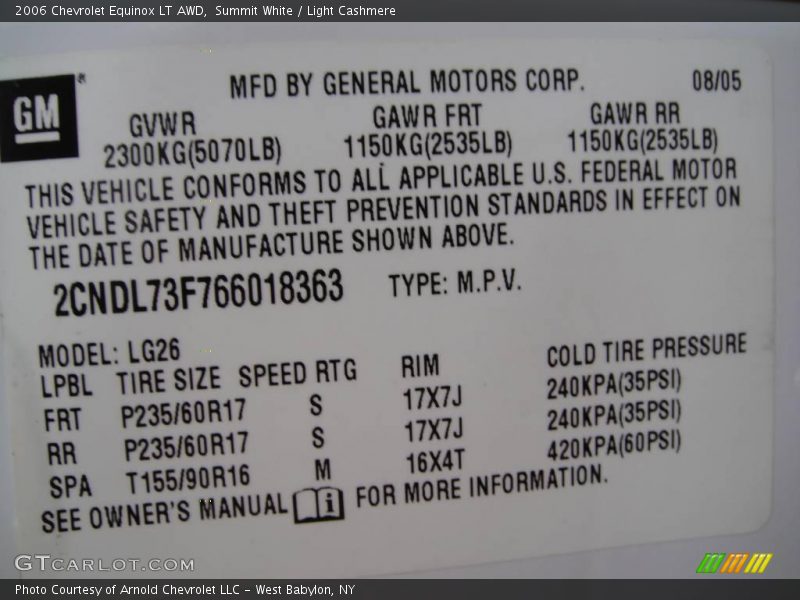 2006 Chevrolet Equinox LT AWD, Summit White / Light Cashmere
GM® MFD BY GENERAL MOTORS CORP. 08/05
GVWR GAWR FRT GAWR RR
2300KG(5070LB) 1150KG(2535LB) 1150KG(2535LB)
THIS VEHICLE CONFORMS TO ALL APPLICABLE U.S. FEDERAL MOTOR
VEHICLE SAFETY AND THEFT PREVENTION STANDARDS IN EFFECT ON
THE DATE OF MANUFACTURE SHOWN ABOVE.
2CNDL73F766018363 TYPE: M.P.V.
MODEL: LG26
LPBL TIRE SIZE SPEED RTG RIM COLD TIRE PRESSURE
FRT P235/60R17 S 17X7J 240KPA(35PSI)
RR P235/60R17 S 17X7J 240KPA(35PSI)
SPA T155/90R16 M 16X4T 420KPA(60PSI)
SEE OWNER'S MANUAL i FOR MORE INFORMATION.
GTCARLOT.COM
Photo Courtesy of Arnold Chevrolet LLC - West Babylon, NY